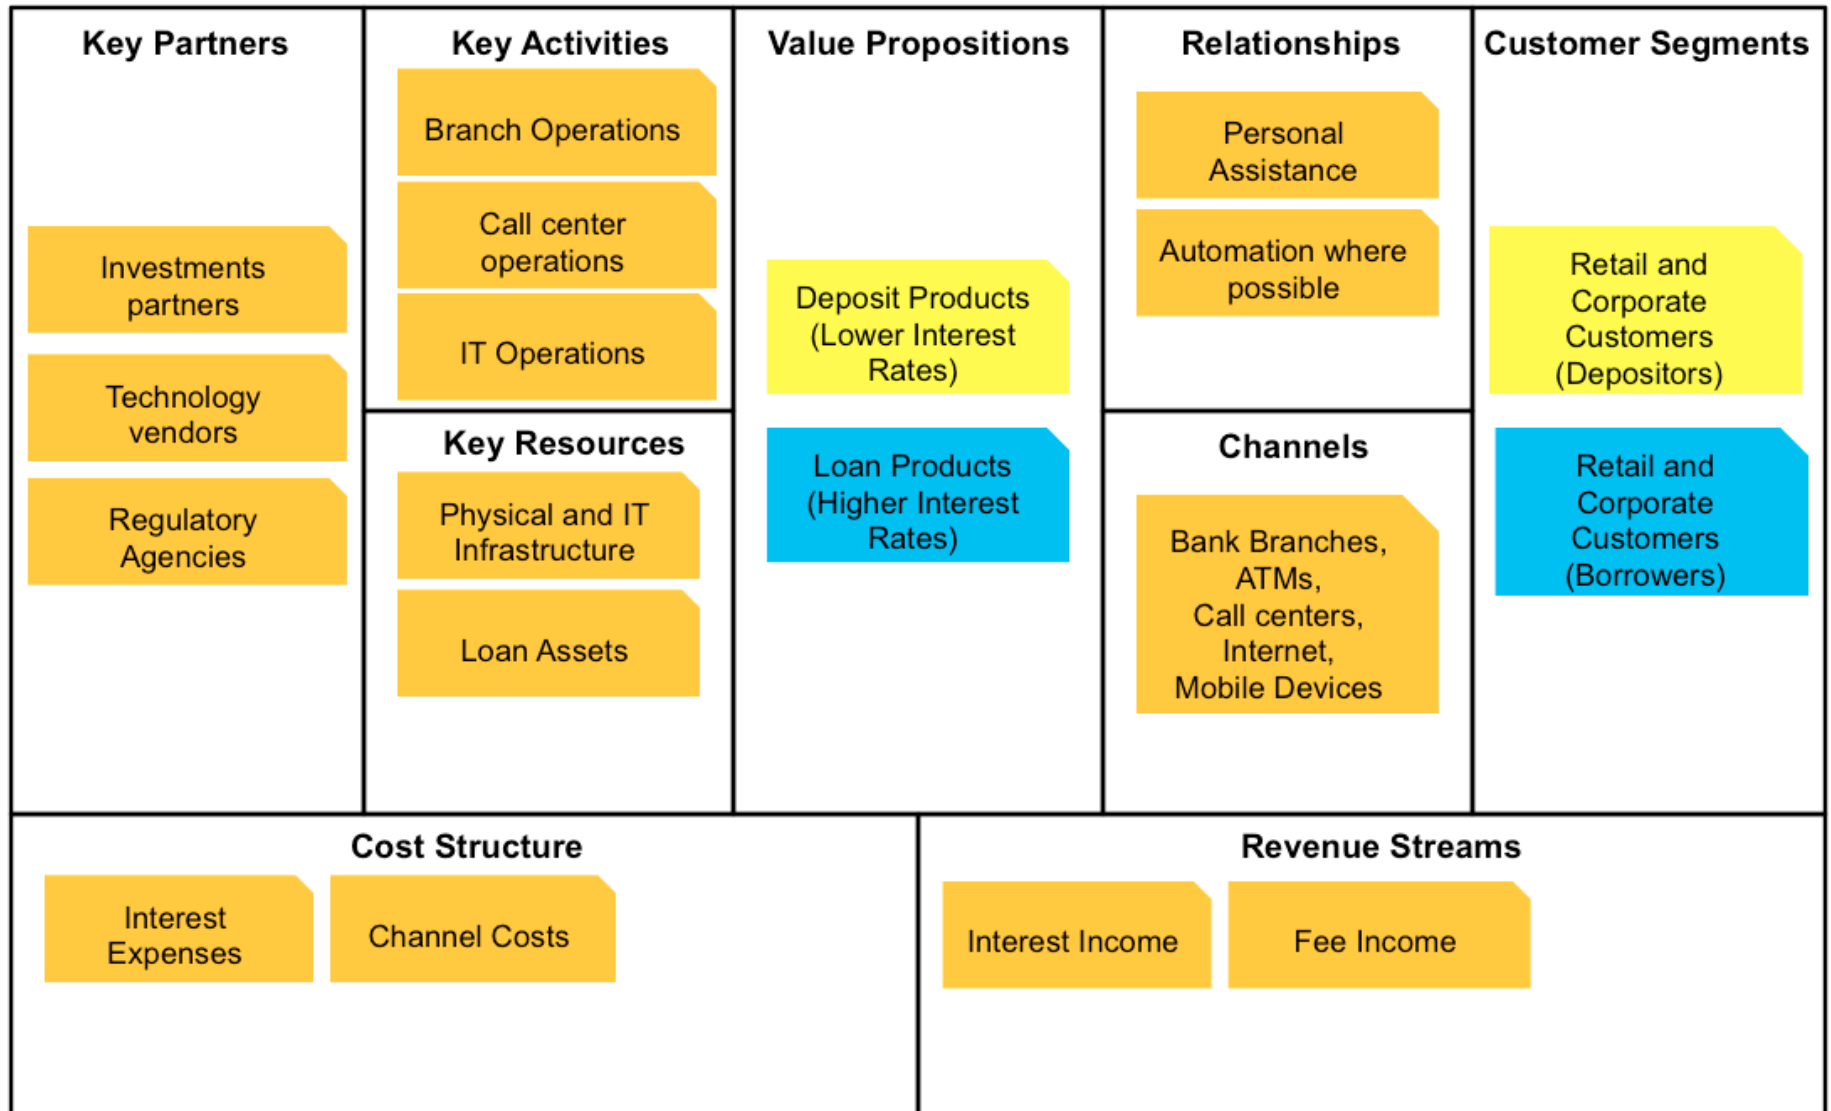 Key Partners
Investments
partners
Technology
vendors
Regulatory
Agencies
Key Activities
Branch Operations
Call center
operations
IT Operations
Key Resources
Physical and IT
Infrastructure
Loan Assets
Value Propositions
Deposit Products
(Lower Interest
Rates)
Loan Products
(Higher Interest
Rates)
Relationships
Personal
Assistance
Automation where
possible
Channels
Bank Branches,
ATMs,
Call centers,
Internet,
Mobile Devices
Customer Segments
Retail and
Corporate
Customers
(Depositors)
Retail and
Corporate
Customers
(Borrowers)
Cost Structure
Interest
Expenses
Channel Costs
Revenue Streams
Interest Income
Fee Income